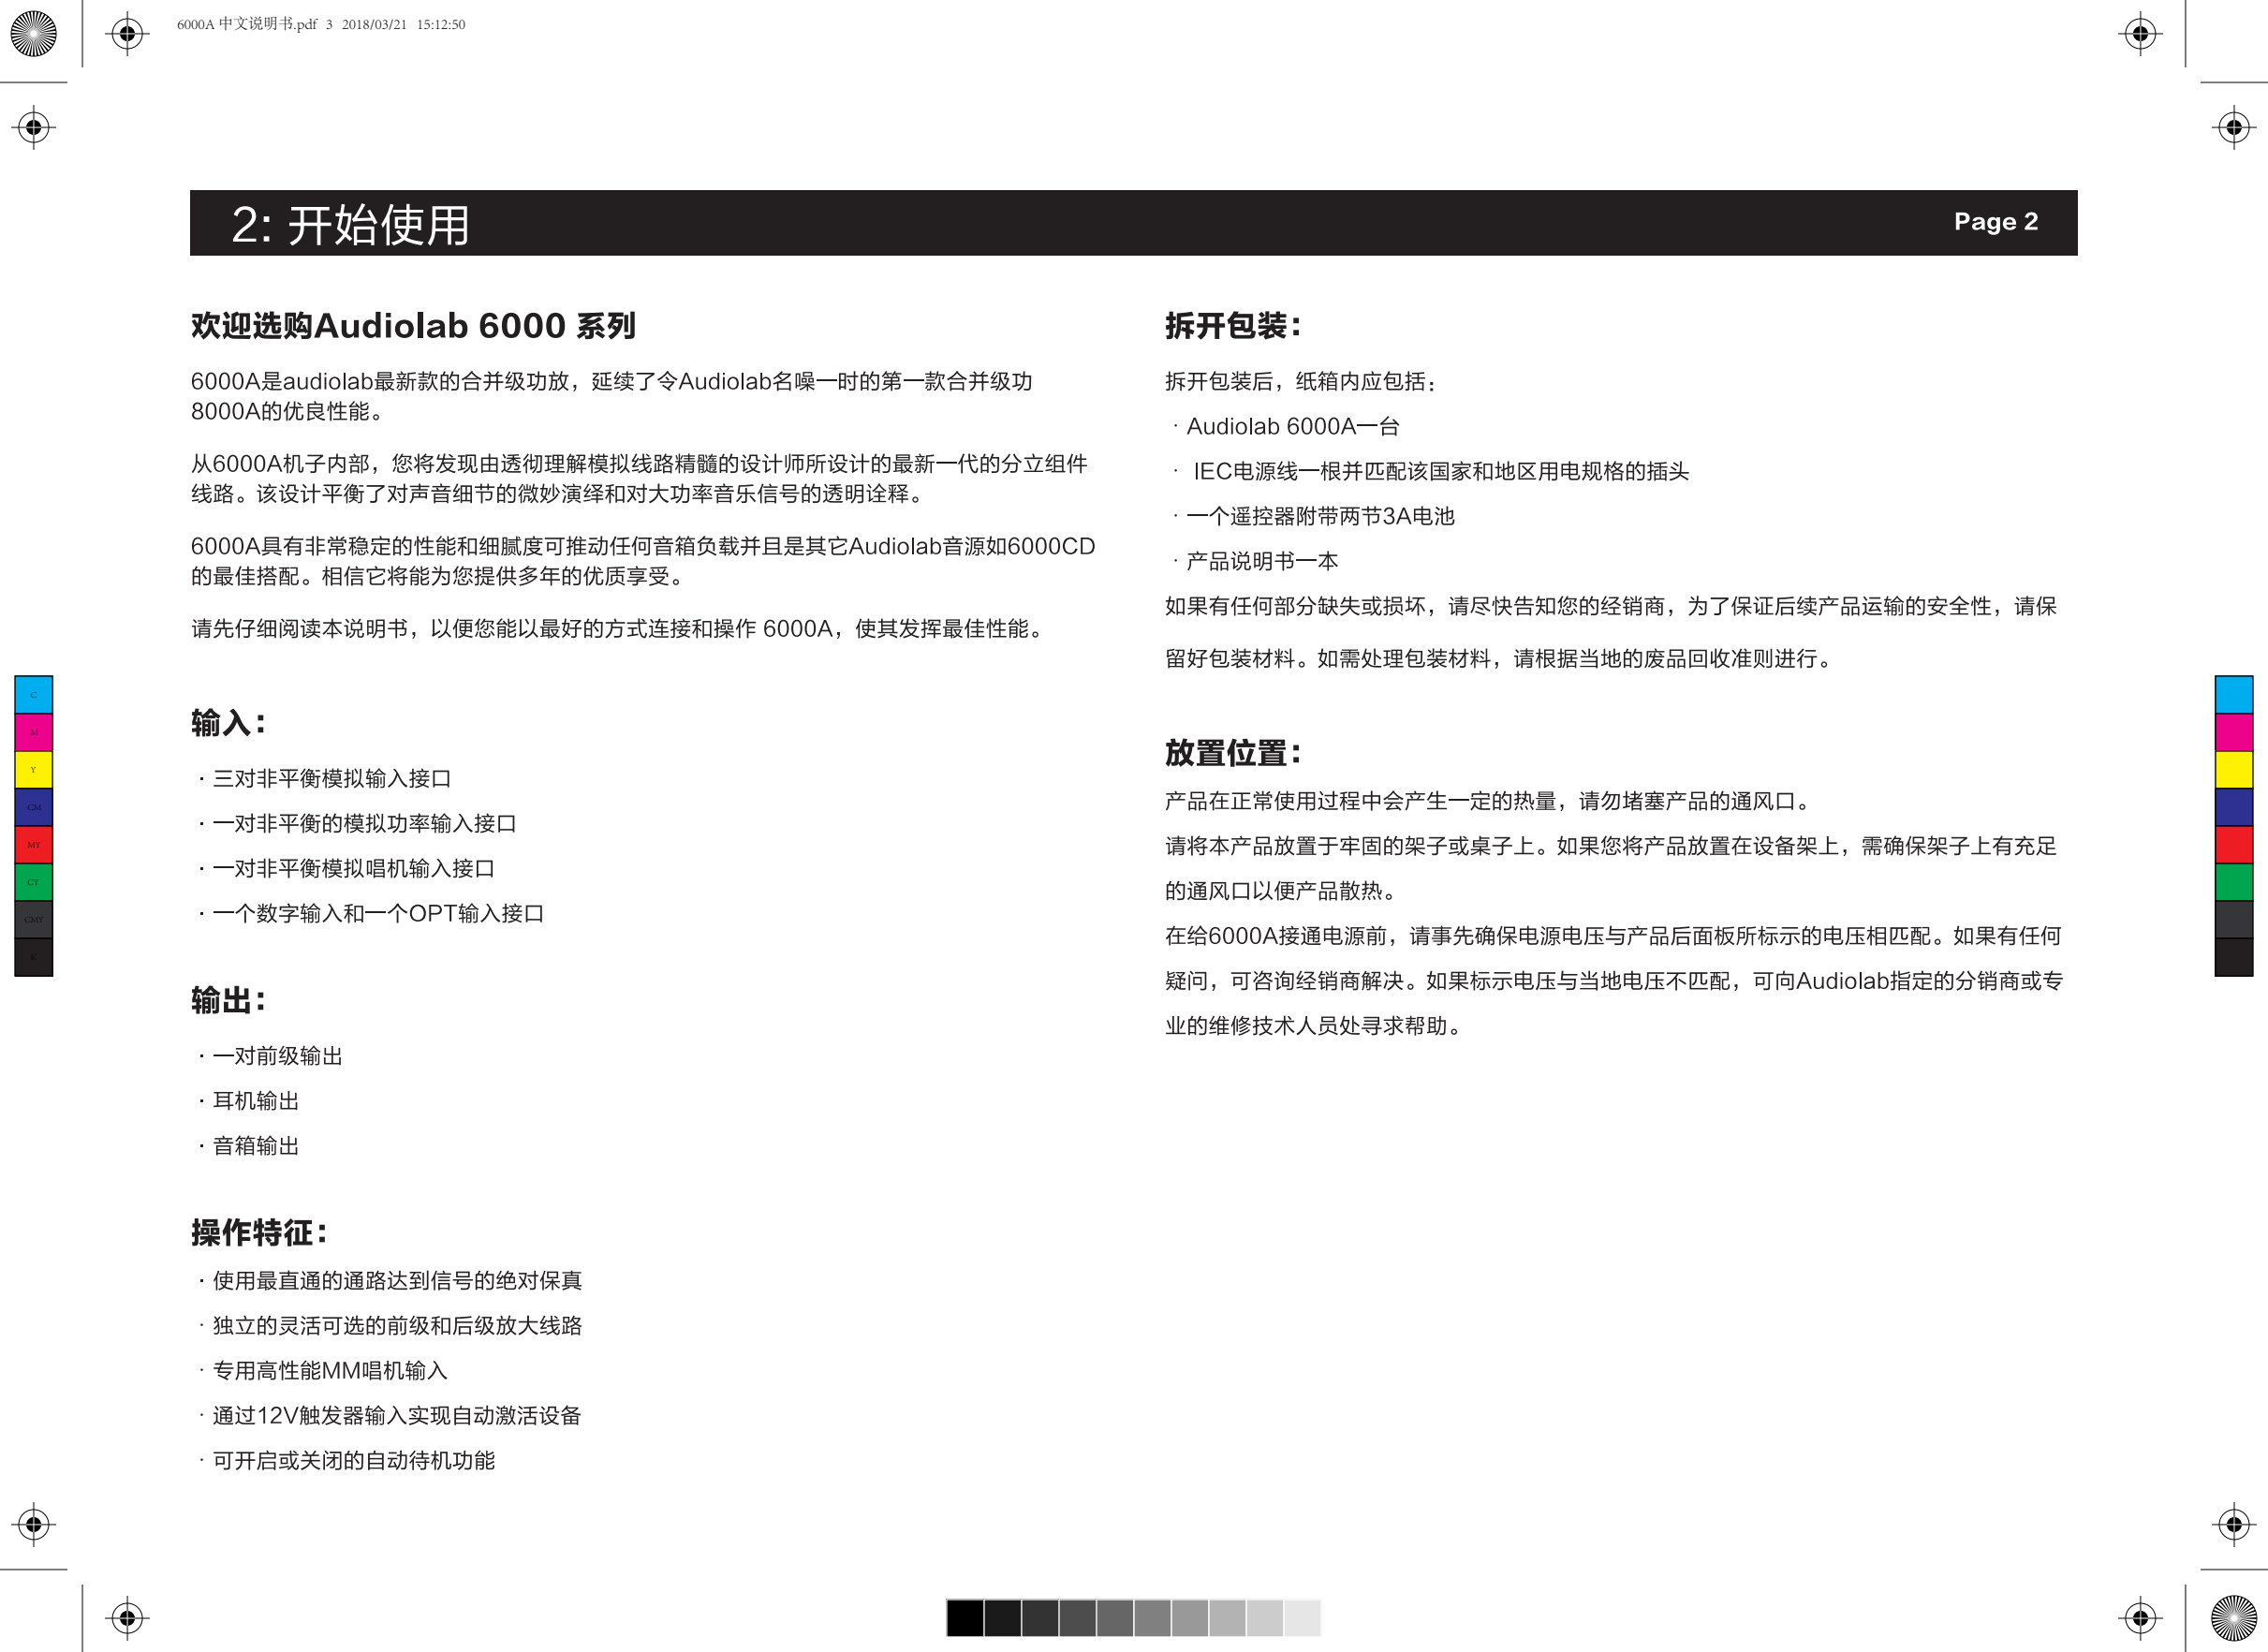 6000A 中文说明书.pdf 3 2018/03/21 15:12:50
2: 开始使用
Page 2
欢迎选购Audiolab 6000 系列
6000A是audiolab最新款的合并级功放，延续了令Audiolab名噪一时的第一款合并级功
8000A的优良性能。
从6000A机子内部，您将发现由透彻理解模拟线路精髓的设计师所设计的最新一代的分立组件
线路。该设计平衡了对声音细节的微妙演绎和对大功率音乐信号的透明诠释。
6000A具有非常稳定的性能和细腻度可推动任何音箱负载并且是其它Audiolab音源如6000CD
的最佳搭配。相信它将能为您提供多年的优质享受。
请先仔细阅读本说明书，以便您能以最好的方式连接和操作 6000A，使其发挥最佳性能。
输入：
· 三对非平衡模拟输入接口
· 一对非平衡的模拟功率输入接口
· 一对非平衡模拟唱机输入接口
· 一个数字输入和一个OPT输入接口
输出：
· 一对前级输出
· 耳机输出
· 音箱输出
操作特征：
· 使用最直通的通路达到信号的绝对保真
· 独立的灵活可选的前级和后级放大线路
· 专用高性能MM唱机输入
· 通过12V触发器输入实现自动激活设备
· 可开启或关闭的自动待机功能
拆开包装：
拆开包装后，纸箱内应包括：
· Audiolab 6000A一台
· IEC电源线一根并匹配该国家和地区用电规格的插头
· 一个遥控器附带两节3A电池
· 产品说明书一本
如果有任何部分缺失或损坏，请尽快告知您的经销商，为了保证后续产品运输的安全性，请保
留好包装材料。如需处理包装材料，请根据当地的废品回收准则进行。
放置位置：
产品在正常使用过程中会产生一定的热量，请勿堵塞产品的通风口。
请将本产品放置于牢固的架子或桌子上。如果您将产品放置在设备架上，需确保架子上有充足
的通风口以便产品散热。
在给6000A接通电源前，请事先确保电源电压与产品后面板所标示的电压相匹配。如果有任何
疑问，可咨询经销商解决。如果标示电压与当地电压不匹配，可向Audiolab指定的分销商或专
业的维修技术人员处寻求帮助。
C
M
Y
CM
MY
CY
CMY
K